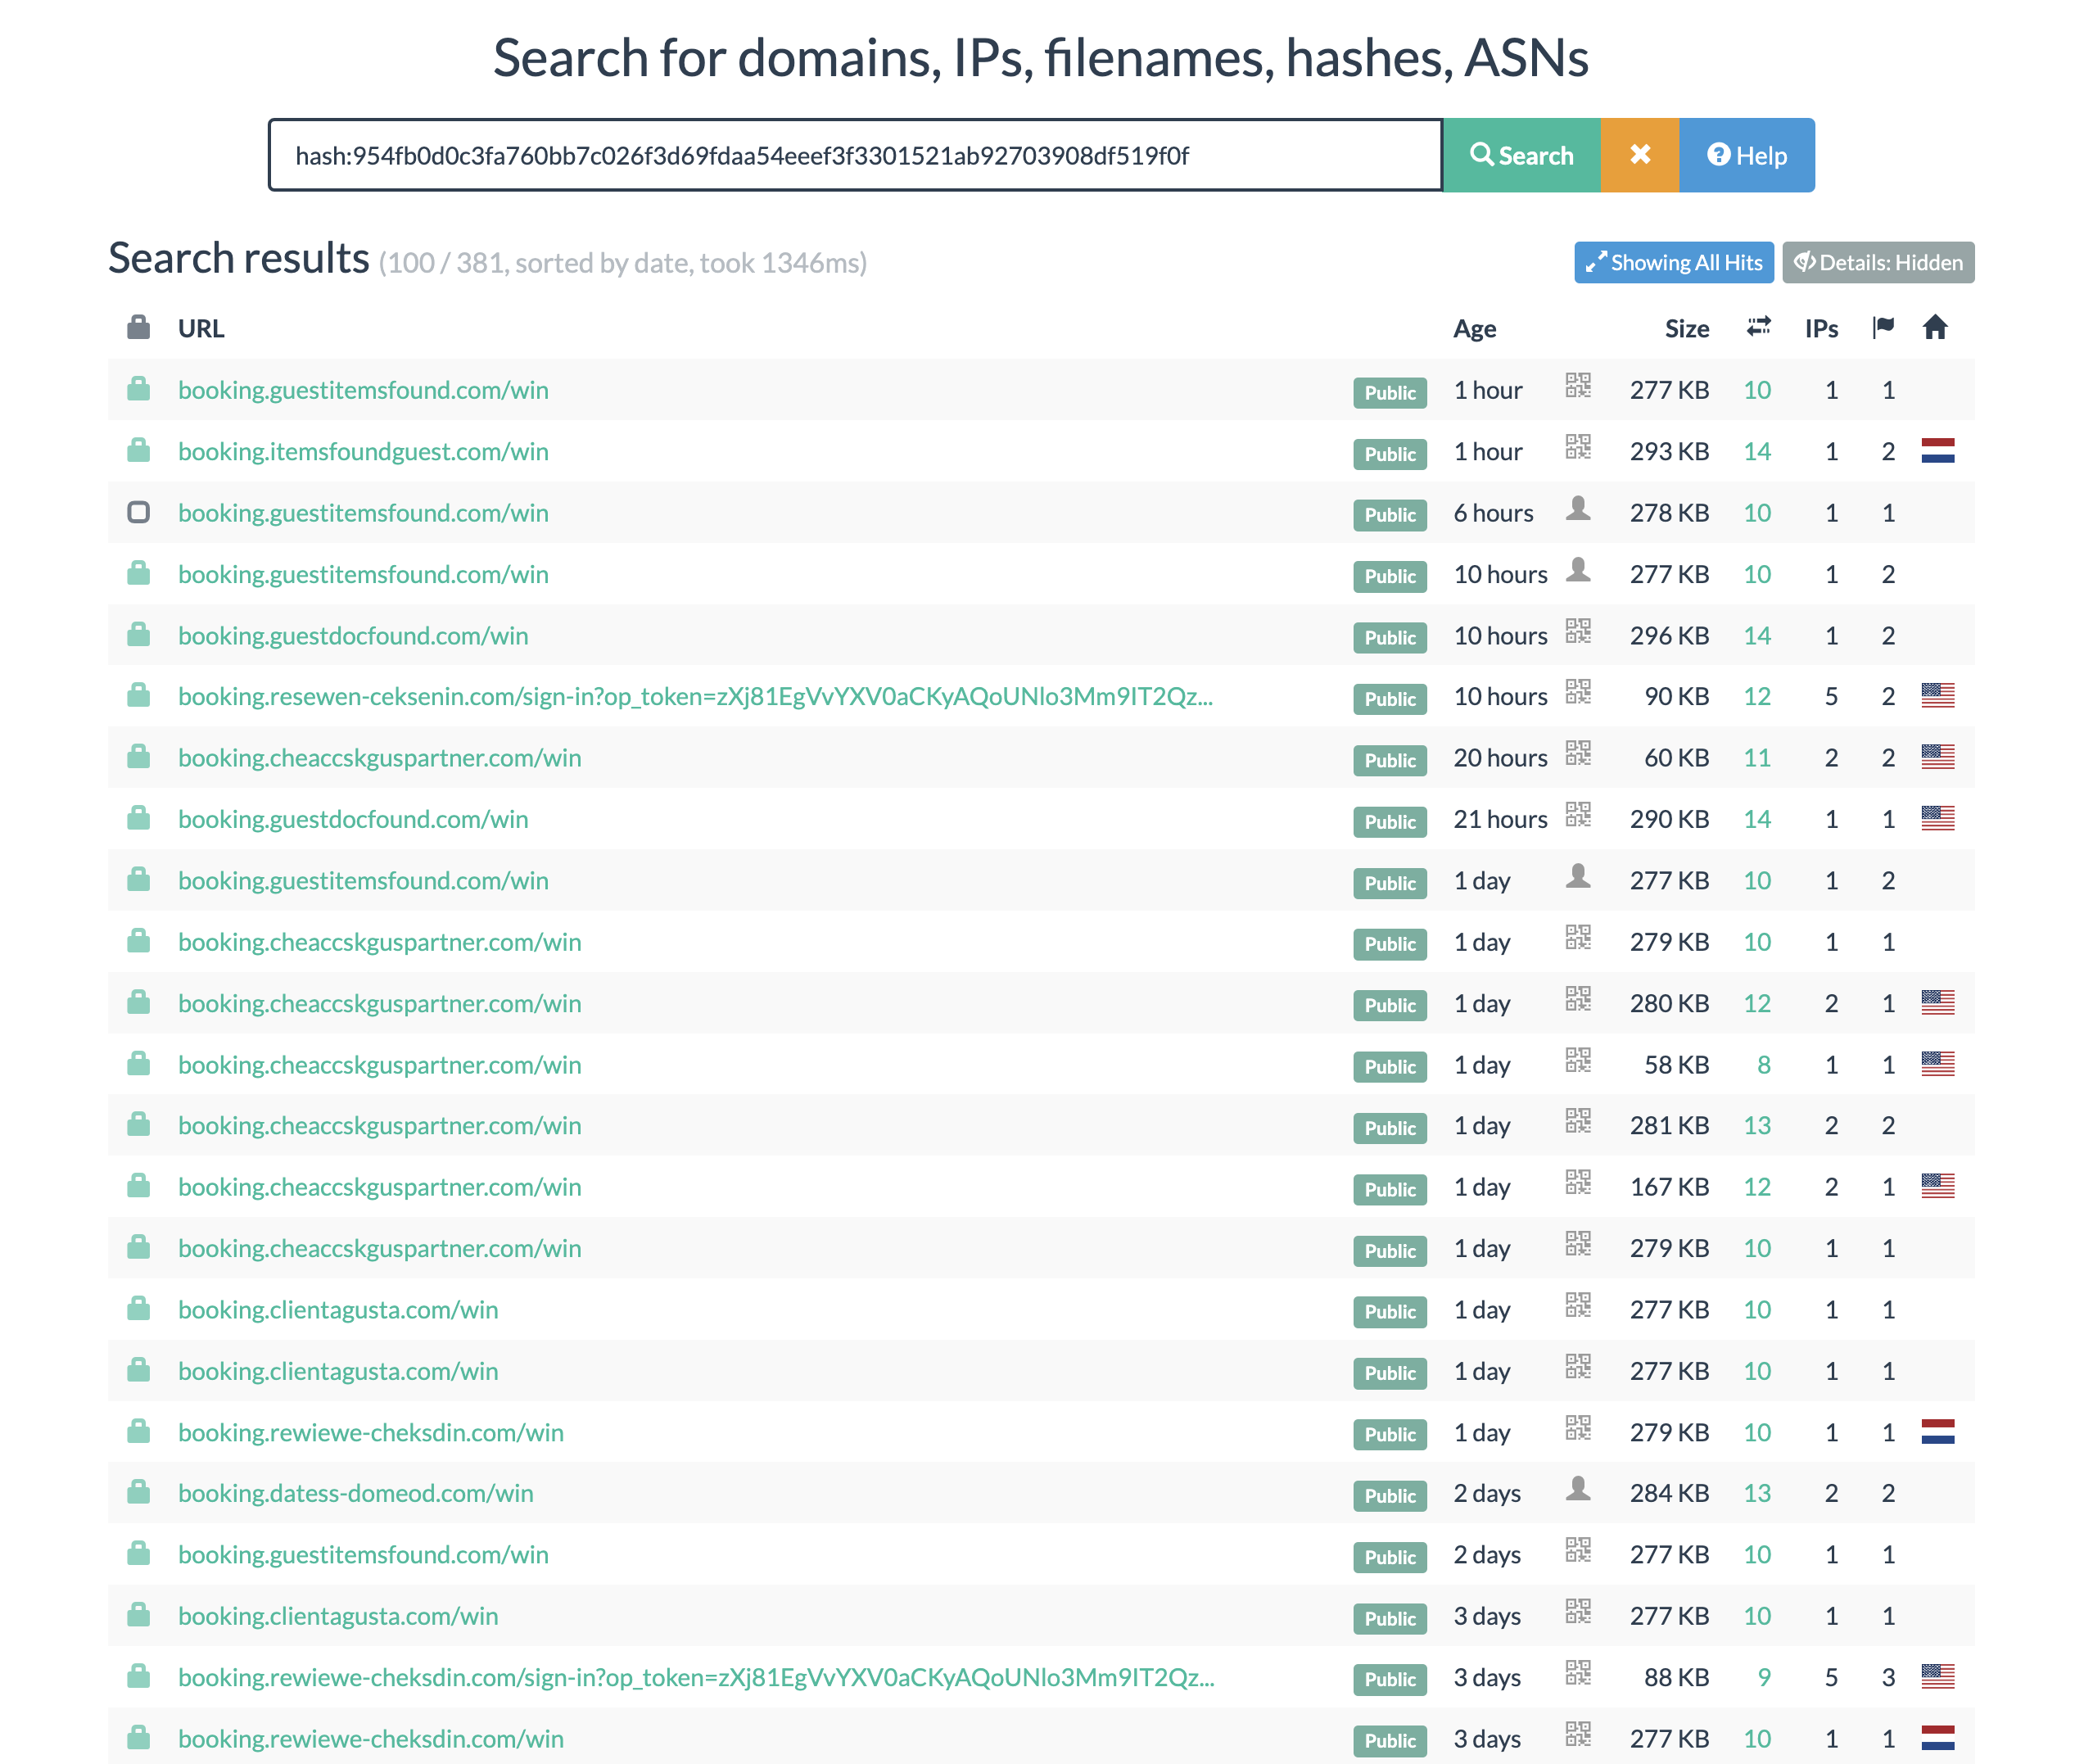 Search for domains, IPs, filenames, hashes, ASNs
hash:954fb0d0c3fa760bb7c026f3d69fdaa54eeef3f3301521ab92703908df519f0f Search Help
Search results (100 / 381, sorted by date, took 1346ms) Showing All Hits Details: Hidden
URL Age Size IPs
booking.guestitemsfound.com/win Public 1 hour 277 KB 10 1 1
booking.itemsfoundguest.com/win Public 1 hour 293 KB 14 1 2
booking.guestitemsfound.com/win Public 6 hours 278 KB 10 1 1
booking.guestitemsfound.com/win Public 10 hours 277 KB 10 1 2
booking.guestdocfound.com/win Public 10 hours 296 KB 14 1 2
booking.resewen-ceksenin.com/sign-in?op_token=zXj81EgVvYXV0aCKyAQoUNlo3Mm9IT2Qz... Public 10 hours 90 KB 12 5 2
booking.cheaccskguspartner.com/win Public 20 hours 60 KB 11 2 2
booking.guestdocfound.com/win Public 21 hours 290 KB 14 1 1
booking.guestitemsfound.com/win Public 1 day 277 KB 10 1 2
booking.cheaccskguspartner.com/win Public 1 day 279 KB 10 1 1
booking.cheaccskguspartner.com/win Public 1 day 280 KB 12 2 1
booking.cheaccskguspartner.com/win Public 1 day 58 KB 8 1 1
booking.cheaccskguspartner.com/win Public 1 day 281 KB 13 2 2
booking.cheaccskguspartner.com/win Public 1 day 167 KB 12 2 1
booking.cheaccskguspartner.com/win Public 1 day 279 KB 10 1 1
booking.clientagusta.com/win Public 1 day 277 KB 10 1 1
booking.clientagusta.com/win Public 1 day 277 KB 10 1 1
booking.rewiewe-cheksdin.com/win Public 1 day 279 KB 10 1 1
booking.datess-domeod.com/win Public 2 days 284 KB 13 2 2
booking.guestitemsfound.com/win Public 2 days 277 KB 10 1 1
booking.clientagusta.com/win Public 3 days 277 KB 10 1 1
booking.rewiewe-cheksdin.com/sign-in?op_token=zXj81EgVvYXV0aCKyAQoUNlo3Mm9IT2Qz... Public 3 days 88 KB 9 5 3
booking.rewiewe-cheksdin.com/win Public 3 days 277 KB 10 1 1